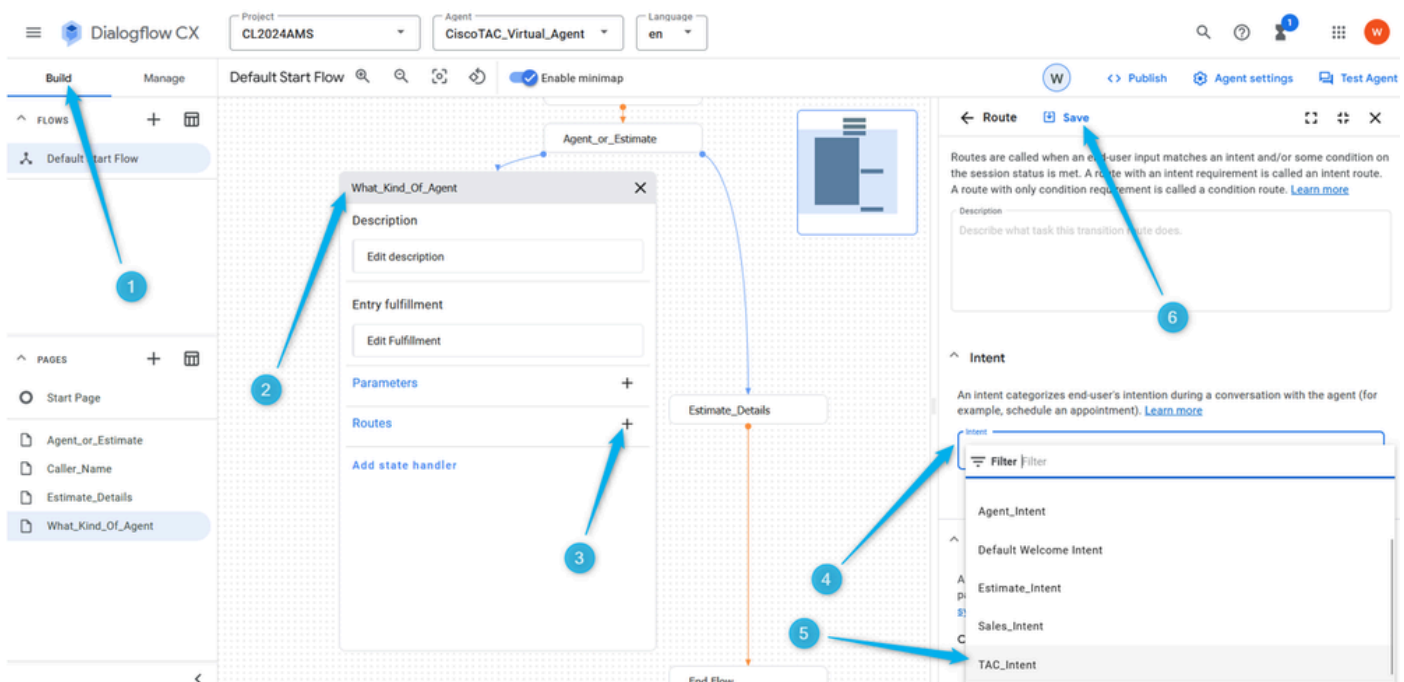 Dialogflow CX
Project
CL2024AMS
Agent
CiscoTAC_Virtual_Agent
Language
en
1
W
Build
Manage
Default Start Flow
Enable minimap
W
Publish
Agent settings
Test Agent
FLOWS
Default Start Flow
1
PAGES
Start Page
Agent_or_Estimate
Caller_Name
Estimate_Details
What_Kind_Of_Agent
Agent_or_Estimate
What_Kind_Of_Agent
Description
Edit description
Entry fulfillment
Edit Fulfillment
Parameters
Routes
Add state handler
2
3
Estimate_Details
End Flow
Route
Save
Routes are called when an end-user input matches an intent and/or some condition on
the session status is met. A route with an intent requirement is called an intent route.
A route with only condition requirement is called a condition route. Learn more
Description
Describe what task this transition route does.
6
Intent
An intent categorizes end-user's intention during a conversation with the agent (for
example, schedule an appointment). Learn more
Intent
Filter Filter
Agent_Intent
Default Welcome Intent
Estimate_Intent
Sales_Intent
TAC_Intent
4
5